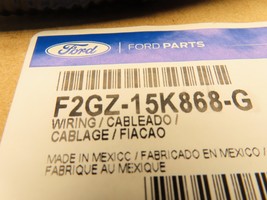 Ford
FORD PARTS
F2GZ-15K868-G
WIRING / CABLEADO /
CABLAGE / FIACAO
MADE IN MEXICO / FABRICADO EN MEXICO /
FABRIQUE AU MEXIQUE